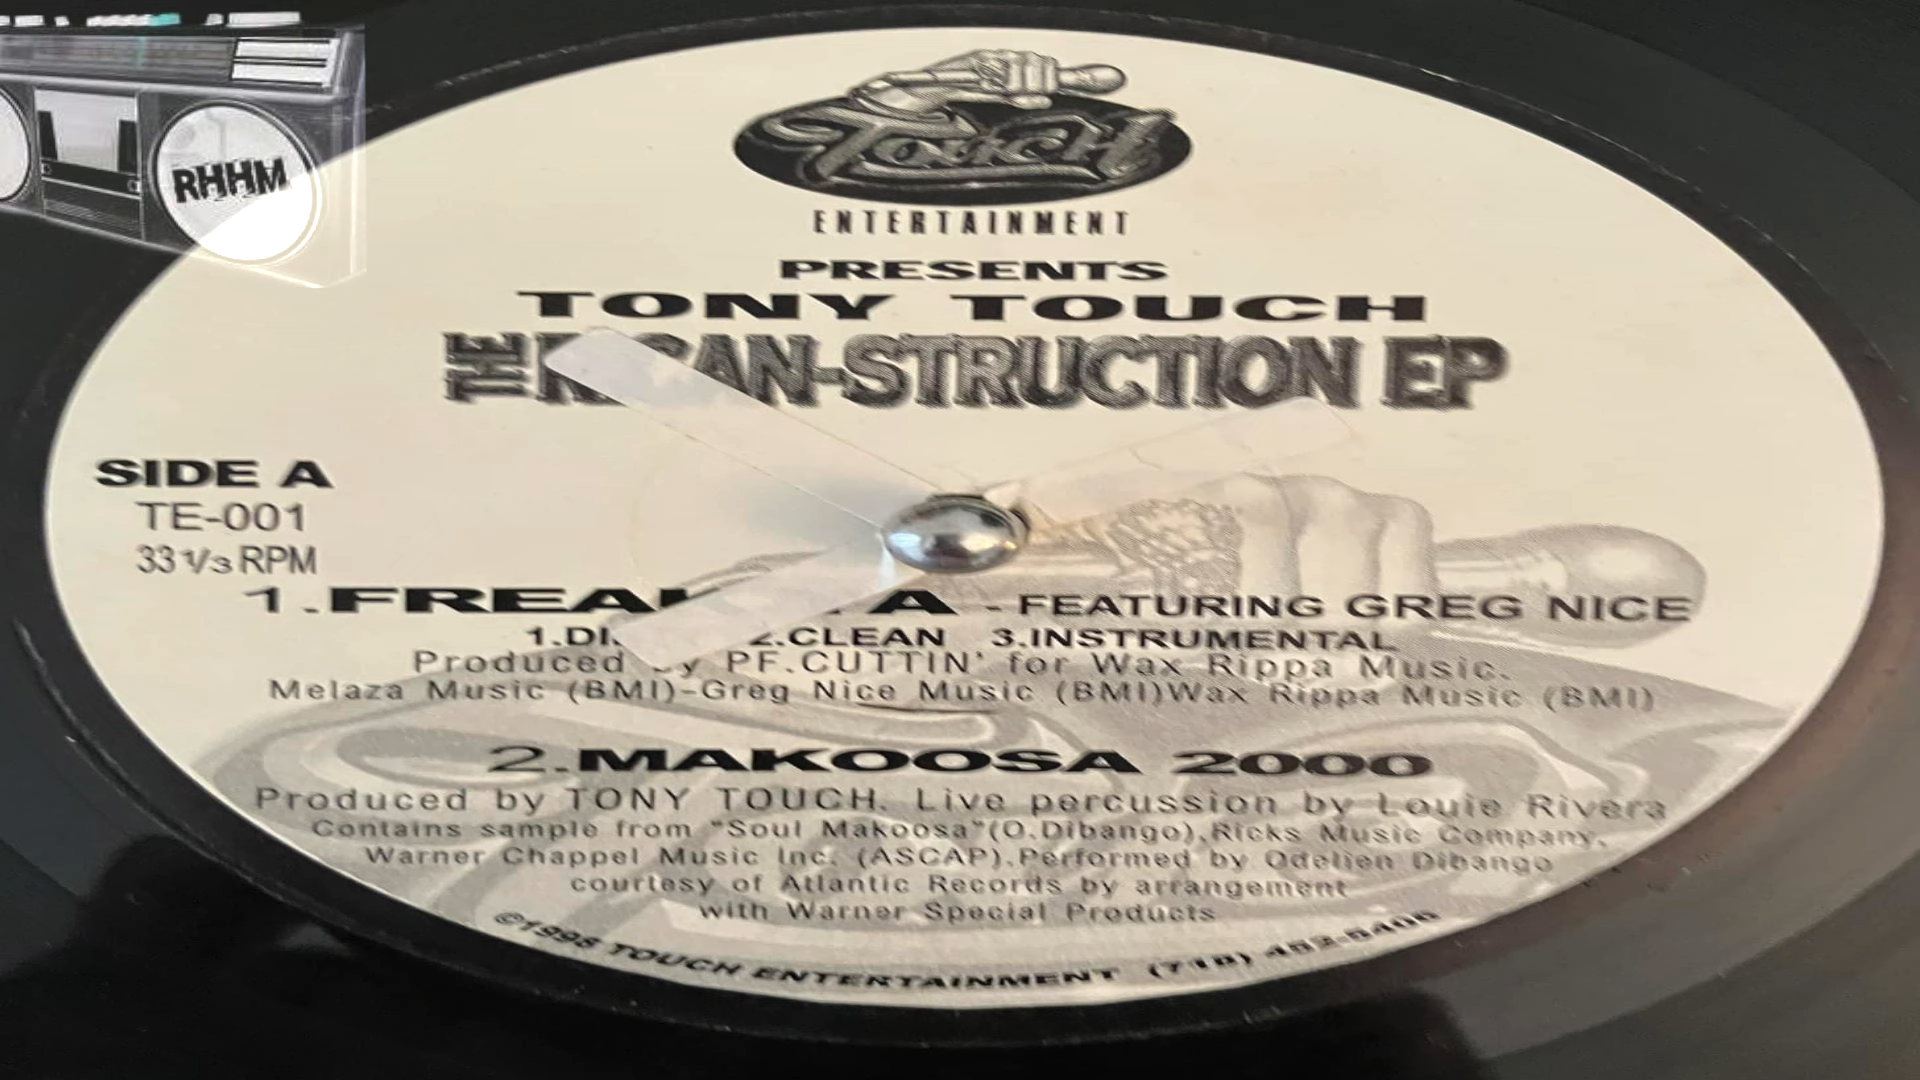 RHHM
Touch
ENTERTAINMENT
PRESENTS
TONY TOUCH
THE -STRUCTION EP
SIDE A
TE-001
33 1/3 RPM
1. A - FEATURING GREG NICE
1. 2.CLEAN 3.INSTRUMENTAL
Produced PF.CUTTIN' for Wax Rippa Music.
Melaza Music (BMI)-Greg Nice Music (BMI)Wax Rippa Music (BMI)
2.MAKOOSA 2000
Produced by TONY TOUCH. Live percussion by Louie Rivera
Contains sample from "Soul Makoosa"(O.Dibango),Ricks Music Company,
Warner Chappel Music Inc. (ASCAP).Performed by Odelien Dibango
courtesy of Atlantic Records by arrangement
with Warner Special Products
©1998 TOUCH ENTERTAINMENT (718)